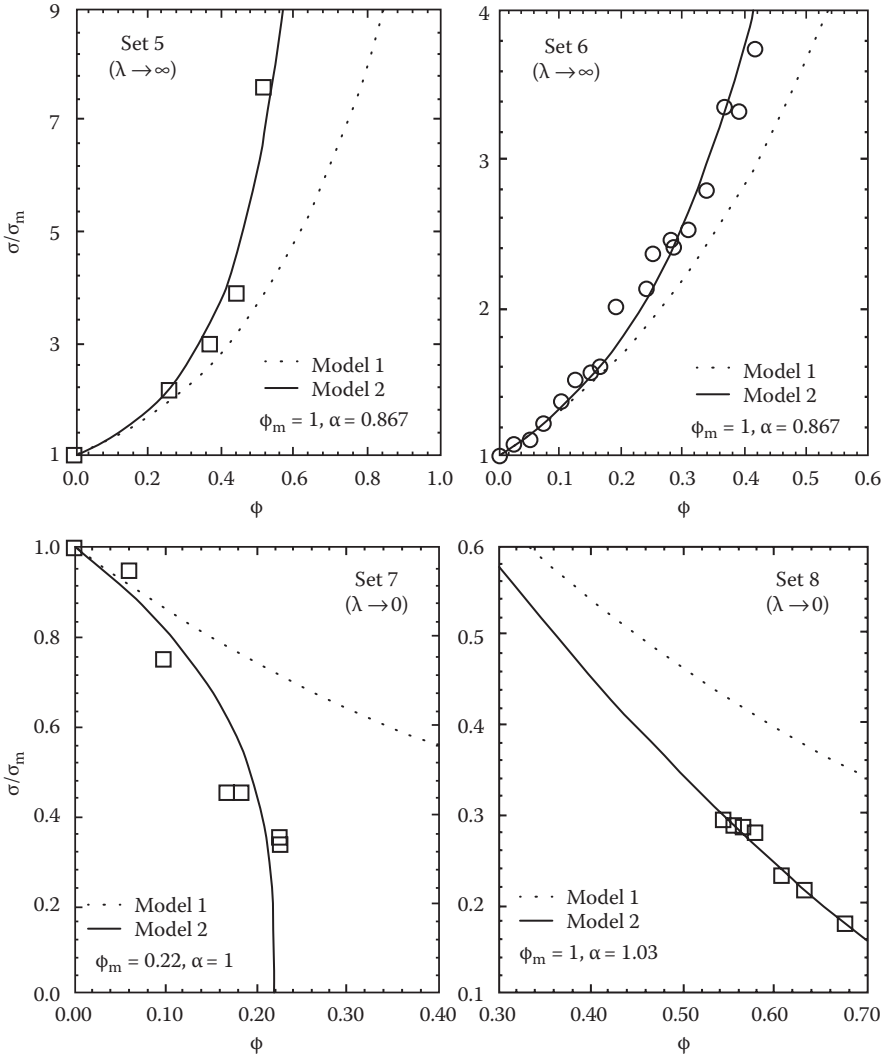 9
7
5
3
1
σ/σm
Set 5
(λ →∞)
Model 1
Model 2
ϕm = 1, α = 0.867
0.0 0.2 0.4 0.6 0.8 1.0
ϕ
4
3
2
1
Set 6
(λ →∞)
Model 1
Model 2
ϕm = 1, α = 0.867
0.0 0.1 0.2 0.3 0.4 0.5 0.6
ϕ
1.0
0.8
0.6
0.4
0.2
0.0
σ/σm
Set 7
(λ →0)
Model 1
Model 2
ϕm = 0.22, α = 1
0.00 0.10 0.20 0.30 0.40
ϕ
0.6
0.5
0.4
0.3
0.2
0.1
Set 8
(λ →0)
Model 1
Model 2
ϕm = 1, α = 1.03
0.30 0.40 0.50 0.60 0.70
ϕ